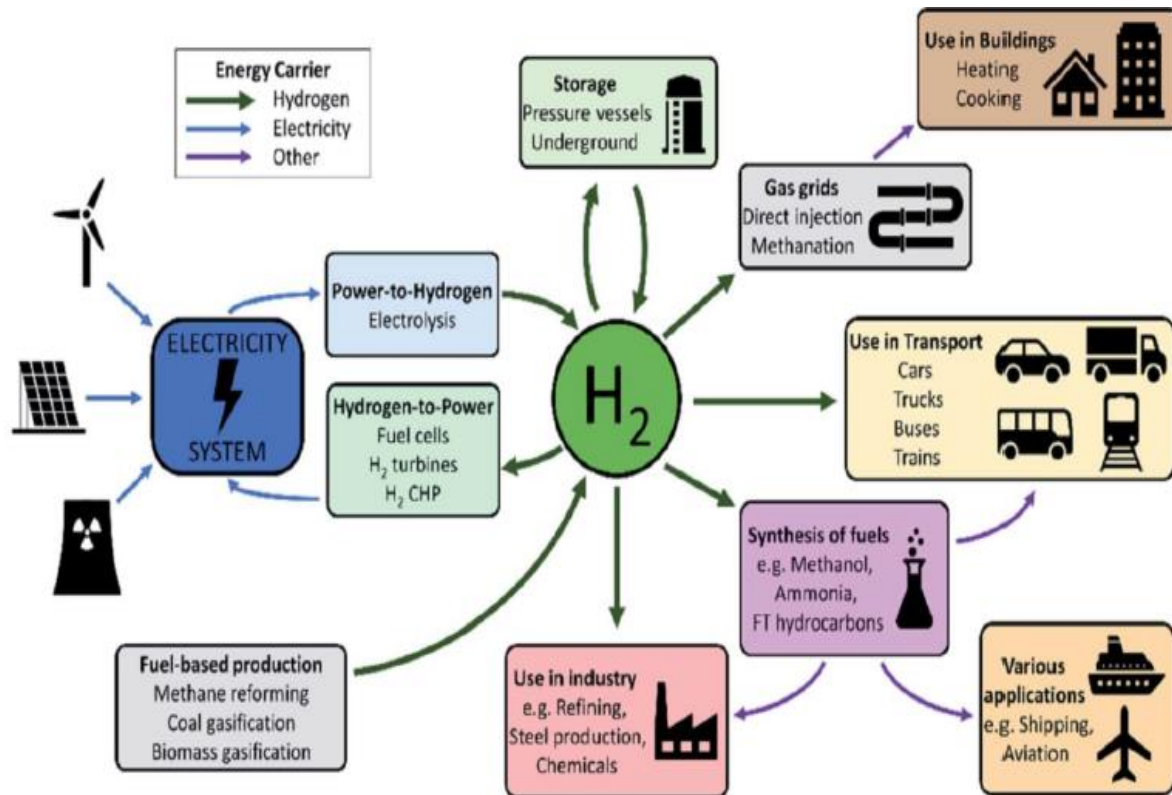 Energy Carrier
Hydrogen
Electricity
Other
Storage
Pressure vessels
Underground
Use in Buildings
Heating
Cooking
Gas grids
Direct injection
Methanation
Power-to-Hydrogen
Electrolysis
ELECTRICITY
SYSTEM
Hydrogen-to-Power
Fuel cells
H₂ turbines
H₂ CHP
H₂
Use in Transport
Cars
Trucks
Buses
Trains
Synthesis of fuels
e.g. Methanol,
Ammonia,
FT hydrocarbons
Fuel-based production
Methane reforming
Coal gasification
Biomass gasification
Use in industry
e.g. Refining,
Steel production,
Chemicals
Various
applications
e.g. Shipping,
Aviation